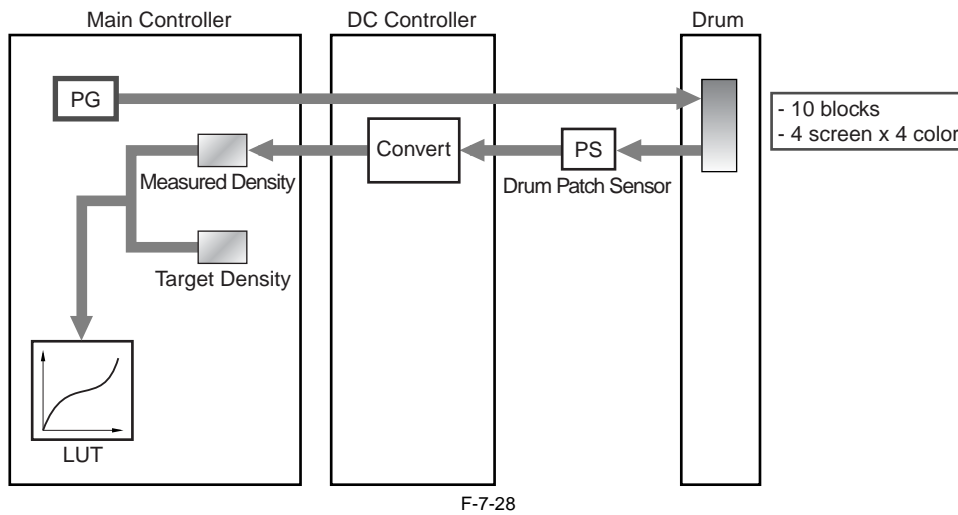 Main Controller
DC Controller
Drum
PG
- 10 blocks
- 4 screen x 4 color
Convert
PS
Measured Density
Drum Patch Sensor
Target Density
LUT
F-7-28